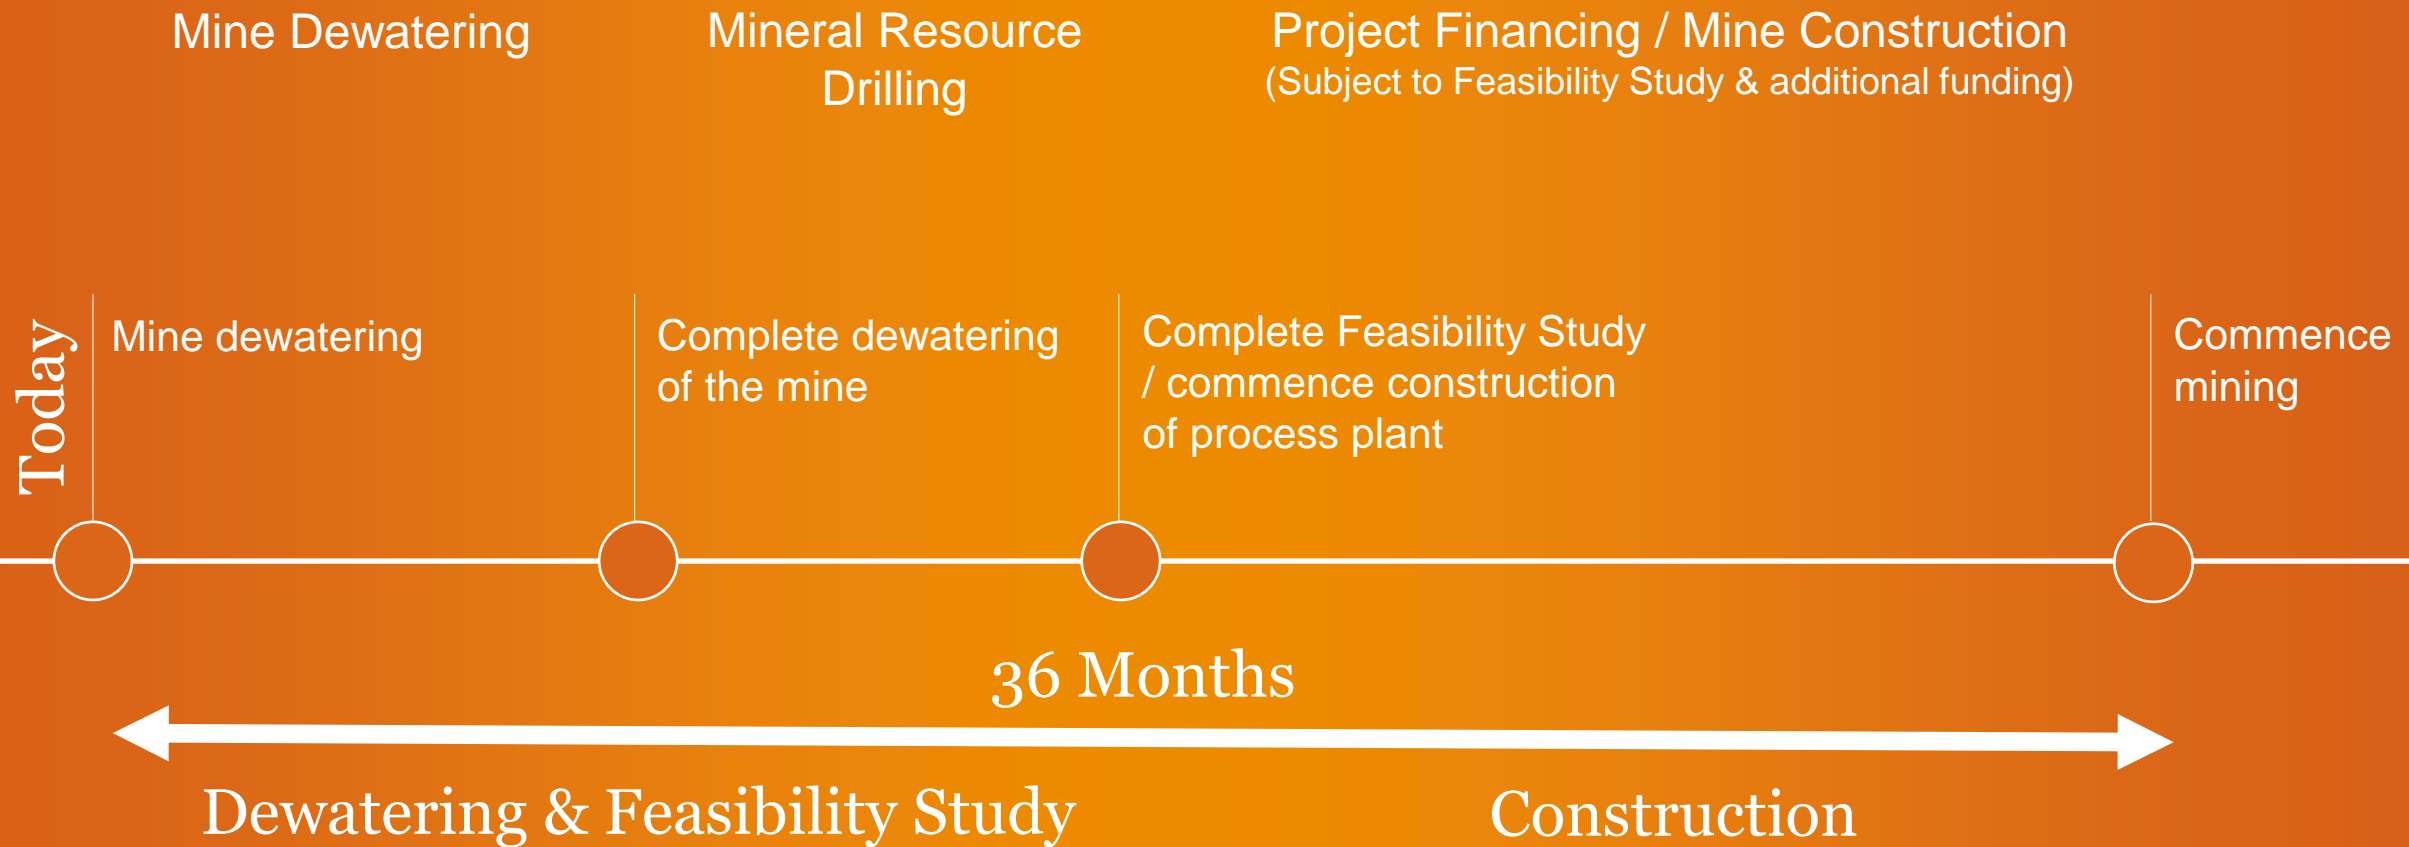 Mine Dewatering
Mineral Resource
Drilling
Project Financing / Mine Construction
(Subject to Feasibility Study & additional funding)
Today
Mine dewatering
Complete dewatering
of the mine
Complete Feasibility Study
/ commence construction
of process plant
Commence
mining
36 Months
Dewatering & Feasibility Study
Construction